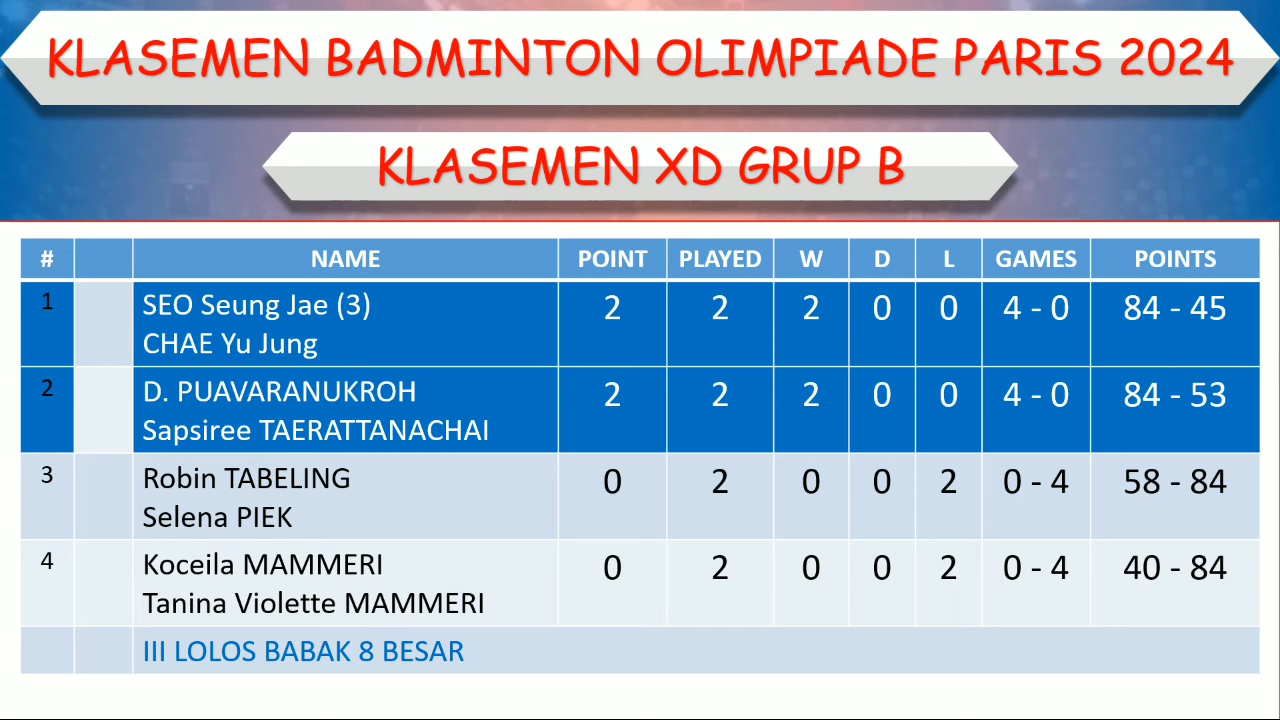 KLASEMEN BADMINTON OLIMPIADE PARIS 2024
KLASEMEN XD GRUP B
# NAME POINT PLAYED W D L GAMES POINTS
1 SEO Seung Jae (3) 2 2 2 0 0 4 - 0 84 - 45
CHAE Yu Jung
2 D. PUAVARANUKROH 2 2 2 0 0 4 - 0 84 - 53
Sapsiree TAERATTANACHAI
3 Robin TABELING 0 2 0 0 2 0 - 4 58 - 84
Selena PIEK
4 Koceila MAMMERI 0 2 0 0 2 0 - 4 40 - 84
Tanina Violette MAMMERI
III LOLOS BABAK 8 BESAR